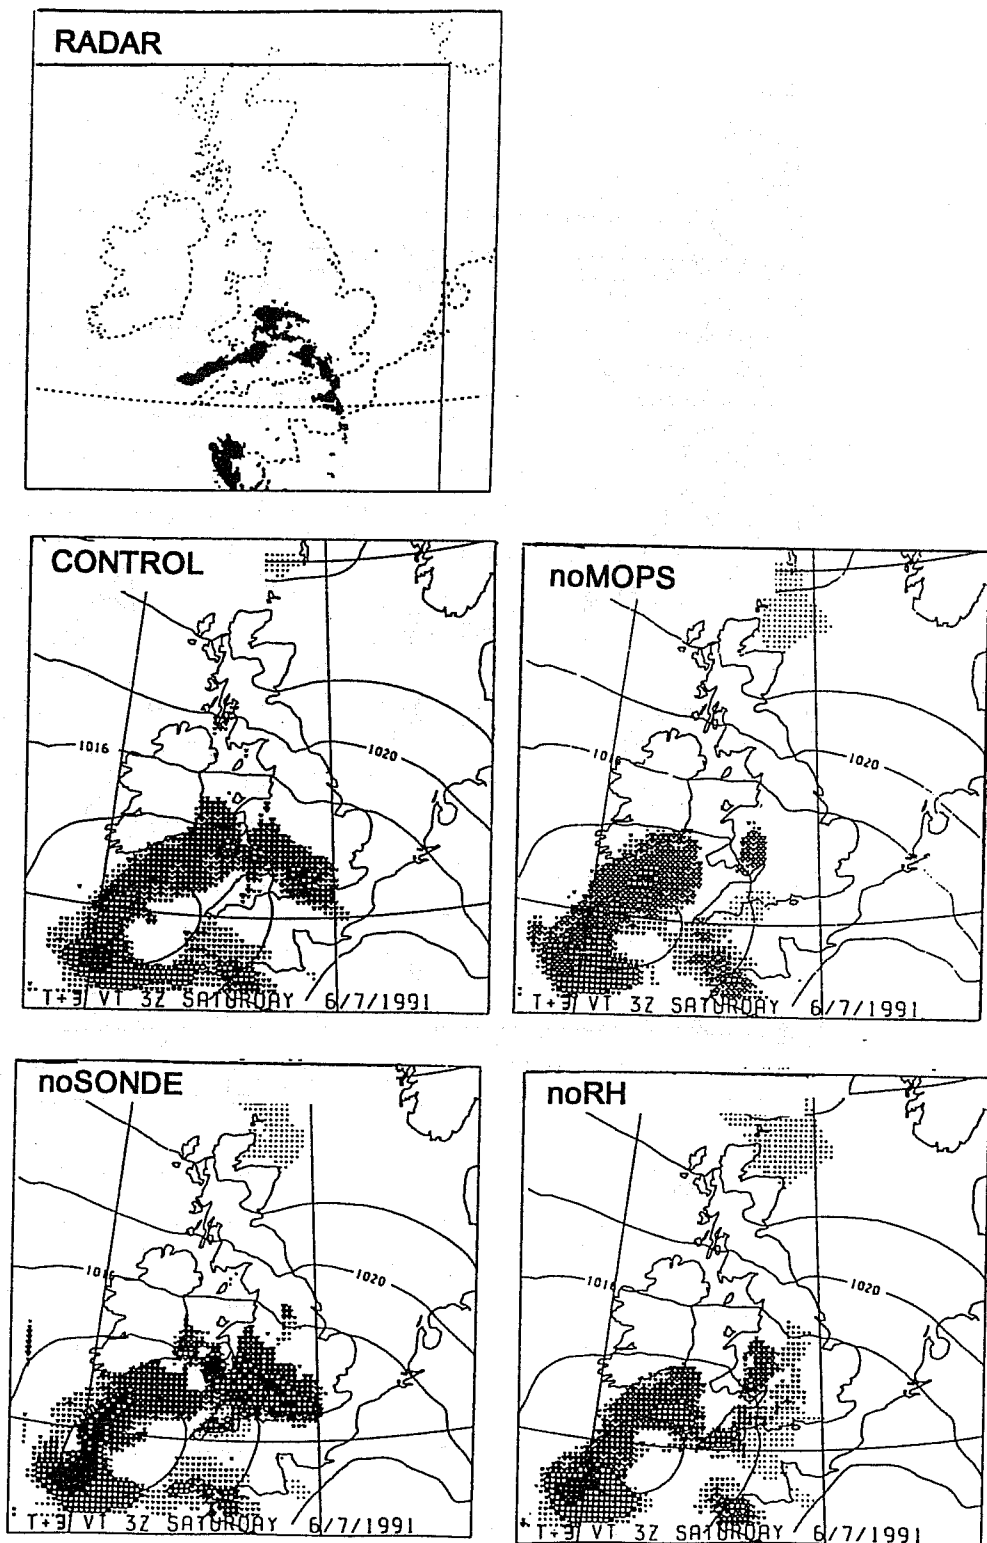 RADAR
CONTROL
1016
1020
T+3 VT 3Z SATURDAY 6/7/1991
noMOPS
1020
T+3 VT 3Z SATURDAY 6/7/1991
noSONDE
1016
1020
T+3 VT 3Z SATURDAY 6/7/1991
noRH
1016
1020
T+3 VT 3Z SATURDAY 6/7/1991